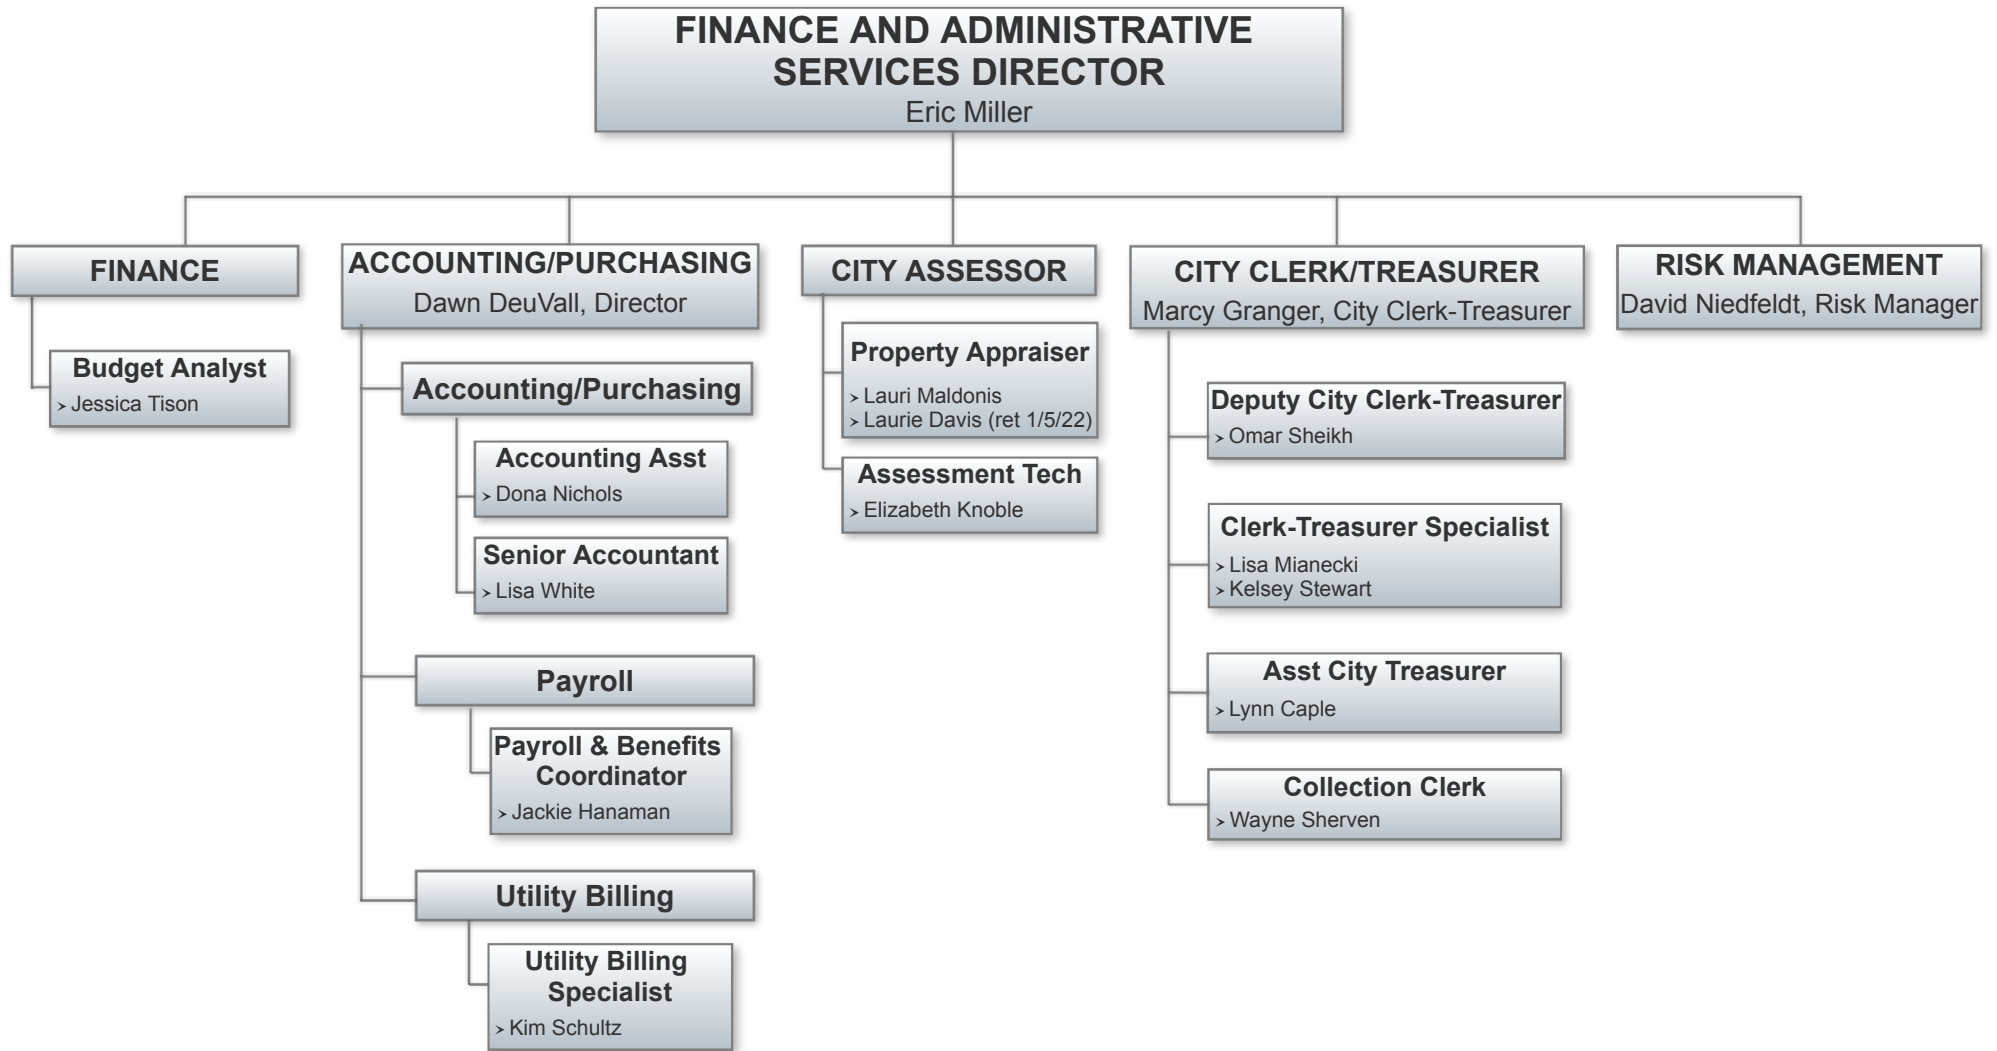 FINANCE AND ADMINISTRATIVE
SERVICES DIRECTOR
Eric Miller
FINANCE
Budget Analyst
> Jessica Tison
ACCOUNTING/PURCHASING
Dawn DeuVall, Director
Accounting/Purchasing
Accounting Asst
> Dona Nichols
Senior Accountant
> Lisa White
Payroll
Payroll & Benefits
Coordinator
> Jackie Hanaman
Utility Billing
Utility Billing
Specialist
> Kim Schultz
CITY ASSESSOR
Property Appraiser
> Lauri Maldonis
> Laurie Davis (ret 1/5/22)
Assessment Tech
> Elizabeth Knoble
CITY CLERK/TREASURER
Marcy Granger, City Clerk-Treasurer
Deputy City Clerk-Treasurer
> Omar Sheikh
Clerk-Treasurer Specialist
> Lisa Mianecki
> Kelsey Stewart
Asst City Treasurer
> Lynn Caple
Collection Clerk
> Wayne Sherven
RISK MANAGEMENT
David Niedfeldt, Risk Manager